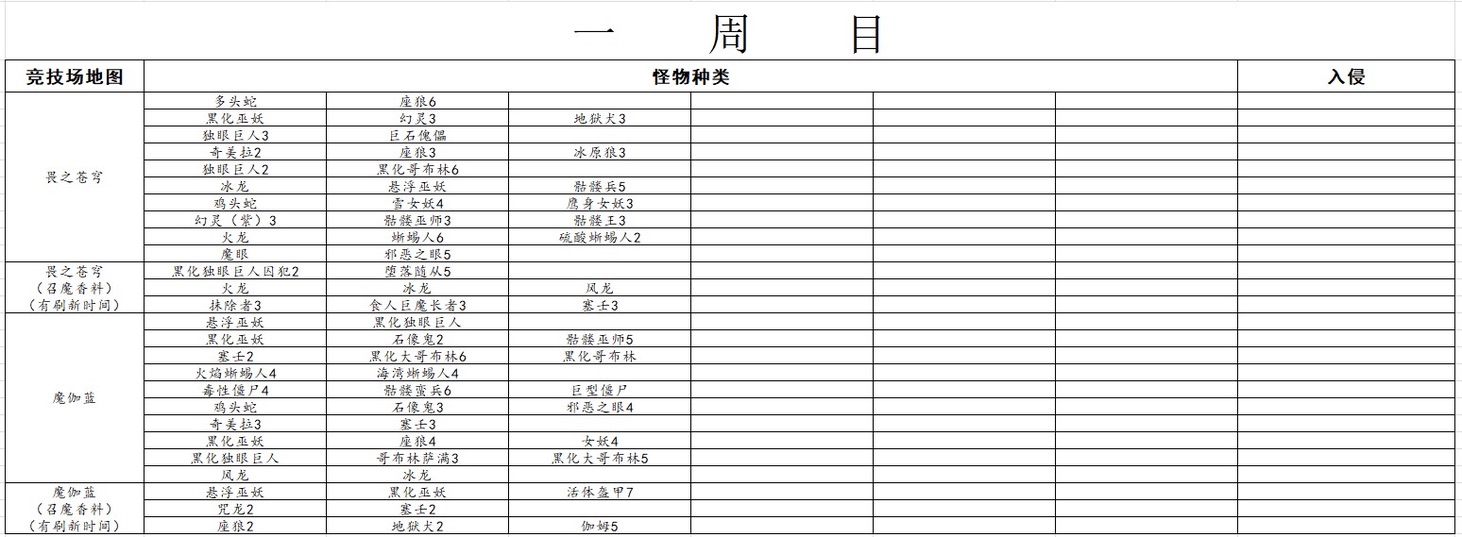 一 周 目
竞技场地图 怪物种类 入侵
多头蛇 座狼6
黑化巫妖 幻灵3 地狱犬3
独眼巨人3 巨石傀儡
奇美拉2 座狼3 冰原狼3
畏之苍穹 独眼巨人2 黑化哥布林6
冰龙 悬浮巫妖 骷髅兵5
鸡头蛇 雪女妖4 鹰身女妖3
幻灵（紫）3 骷髅巫师3 骷髅王3
火龙 蜥蜴人6 硫酸蜥蜴人2
魔眼 邪恶之眼5
畏之苍穹 黑化独眼巨人囚犯2 堕落随从5
（召魔香料） 火龙 冰龙 风龙
（有刷新时间） 抹除者3 食人巨魔长者3 塞壬3
悬浮巫妖 黑化独眼巨人
黑化巫妖 石像鬼2 骷髅巫师5
塞壬2 黑化大哥布林6 黑化哥布林
火焰蜥蜴人4 海湾蜥蜴人4
魔伽蓝 毒性僵尸4 骷髅蛮兵6 巨型僵尸
鸡头蛇 石像鬼3 邪恶之眼4
奇美拉3 塞壬3
黑化巫妖 座狼4 女妖4
黑化独眼巨人 哥布林萨满3 黑化大哥布林5
风龙 冰龙
魔伽蓝 悬浮巫妖 黑化巫妖 活体盔甲7
（召魔香料） 咒龙2 塞壬2
（有刷新时间） 座狼2 地狱犬2 伽姆5